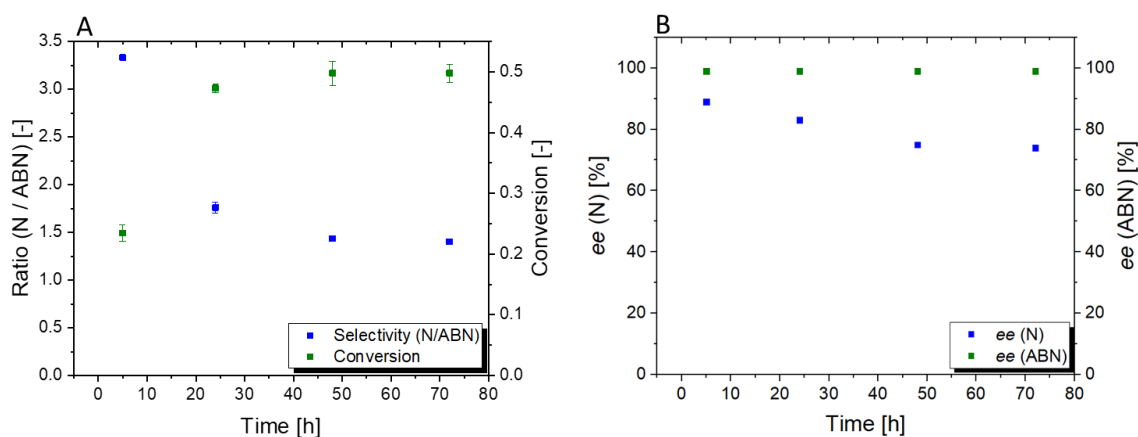 A
3.5
3.0
2.5
2.0
1.5
1.0
0.5
0.0
Ratio (N / ABN) [-]
0.5
0.4
0.3
0.2
0.1
0.0
Conversion [-]
Selectivity (N/ABN)
Conversion
0 10 20 30 40 50 60 70 80
Time [h]
B
100
80
60
40
20
0
ee (N) [%]
100
80
60
40
20
0
ee (ABN) [%]
ee (N)
ee (ABN)
0 10 20 30 40 50 60 70 80
Time [h]